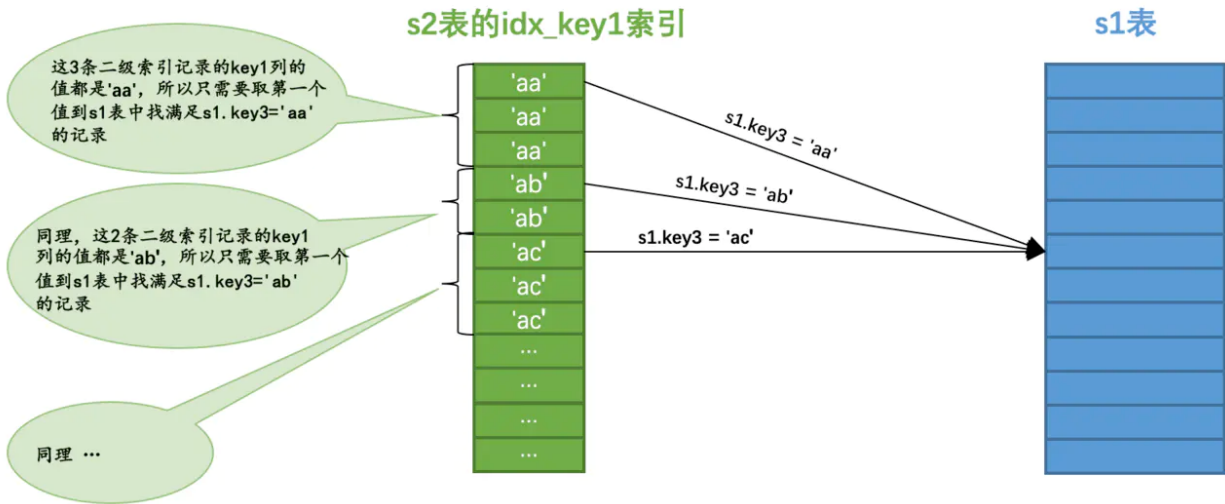 s2表的idx_key1索引
s1表
这3条二级索引记录的key1列的
值都是'aa'，所以只需要取第一个
值到s1表中找满足s1.key3='aa'
的记录
同理，这2条二级索引记录的key1
列的值都是'ab'，所以只需要取第一个
值到s1表中找满足s1.key3='ab'
的记录
同理 …
'aa'
'aa'
'aa'
'ab'
'ab'
'ac'
'ac'
'ac'
…
…
…
…
s1.key3 = 'aa'
s1.key3 = 'ab'
s1.key3 = 'ac'